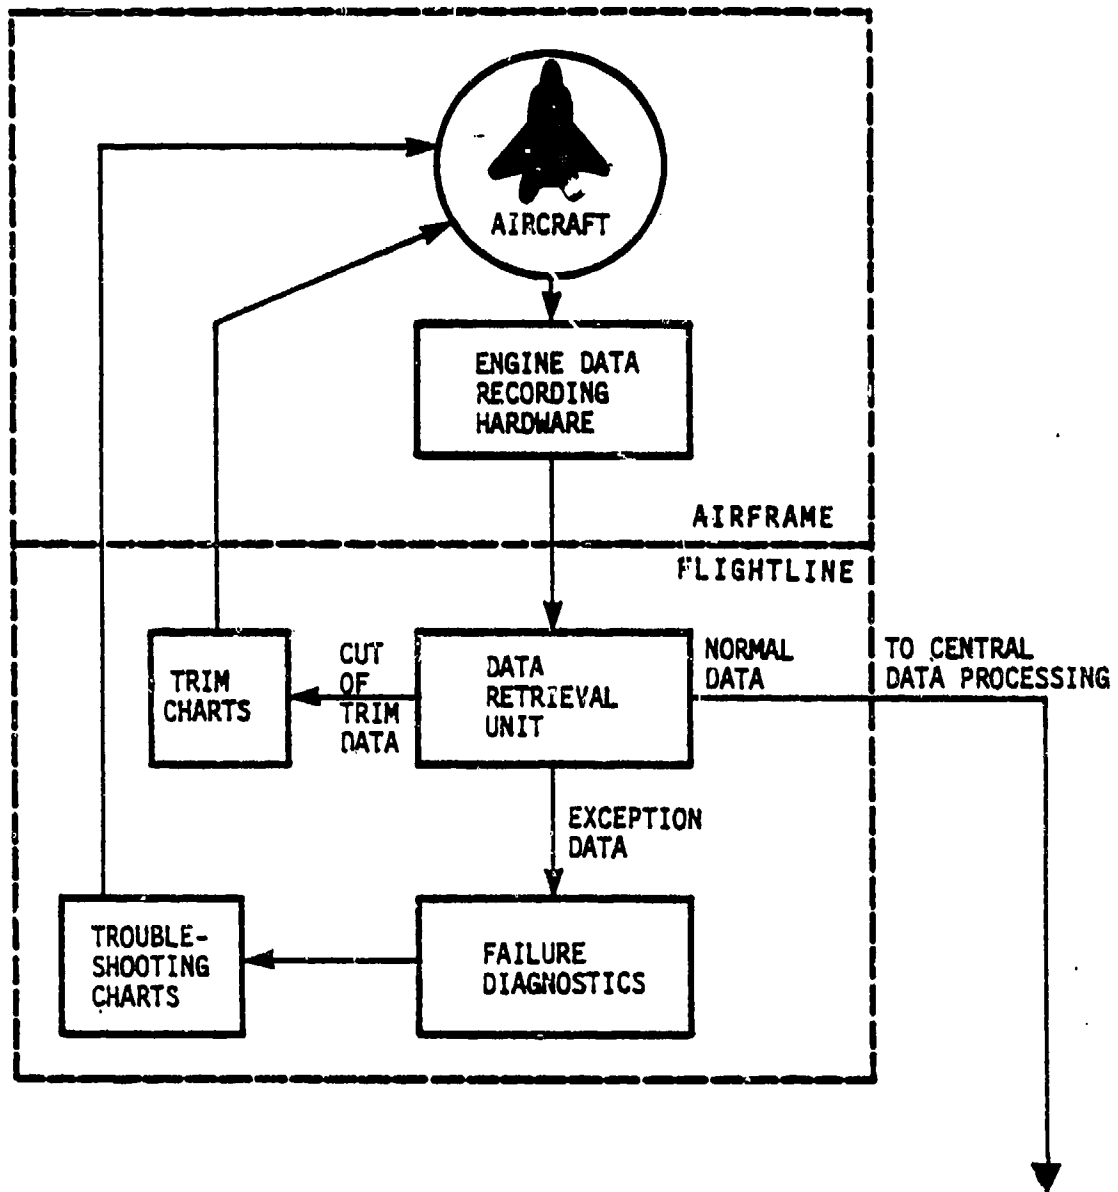 AIRCRAFT
ENGINE DATA
RECORDING
HARDWARE
AIRFRAME
FLIGHTLINE
TRIM
CHARTS
CUT
OF
TRIM
DATA
DATA
RETRIEVAL
UNIT
NORMAL
DATA
TO CENTRAL
DATA PROCESSING
EXCEPTION
DATA
TROUBLE-
SHOOTING
CHARTS
FAILURE
DIAGNOSTICS